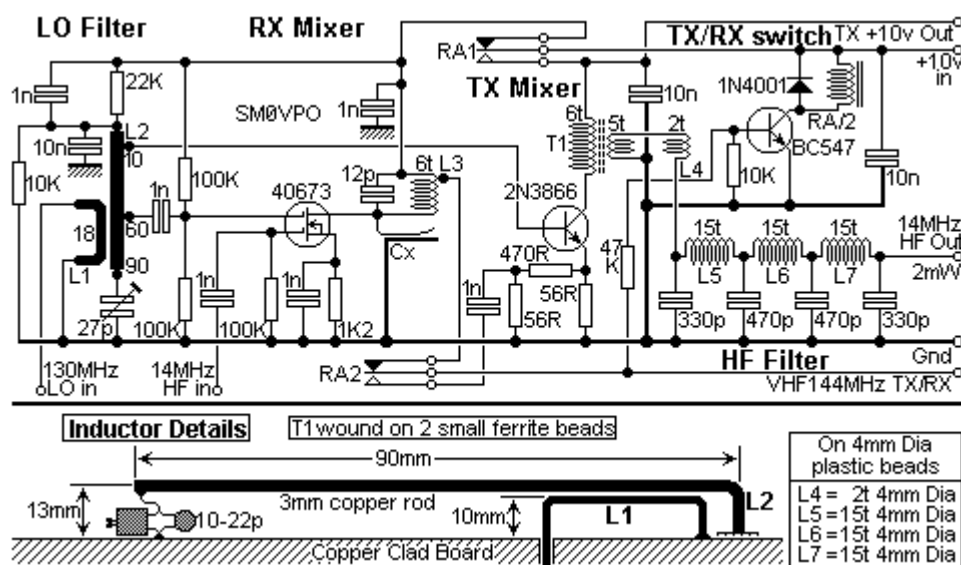 LO Filter
RX Mixer
TX/RX switch
TX +10v Out
+10v
in
RA1
TX Mixer
1n
22K
SM0VPO
1n
10n
1N4001
RA/2
BC547
10n
L2
10
10n
10K
100K
1n
18
60
L1
90
27p
12p
6t
L3
40673
Cx
6t
T1
5t
2t
L4
2N3866
10K
10n
47
K
470R
56R
56R
1n
1n
1n
100K
100K
1K2
15t
15t
15t
L5
L6
L7
14MHz
HF Out
2mW
330p
470p
470p
330p
130MHz
LO in
14MHz
HF in
RA2
HF Filter
Gnd
VHF144MHz TX/RX
Inductor Details
T1 wound on 2 small ferrite beads
90mm
13mm
3mm copper rod
10-22p
10mm
L1
L2
Copper Clad Board
On 4mm Dia
plastic beads
L4 = 2t 4mm Dia
L5 = 15t 4mm Dia
L6 = 15t 4mm Dia
L7 = 15t 4mm Dia